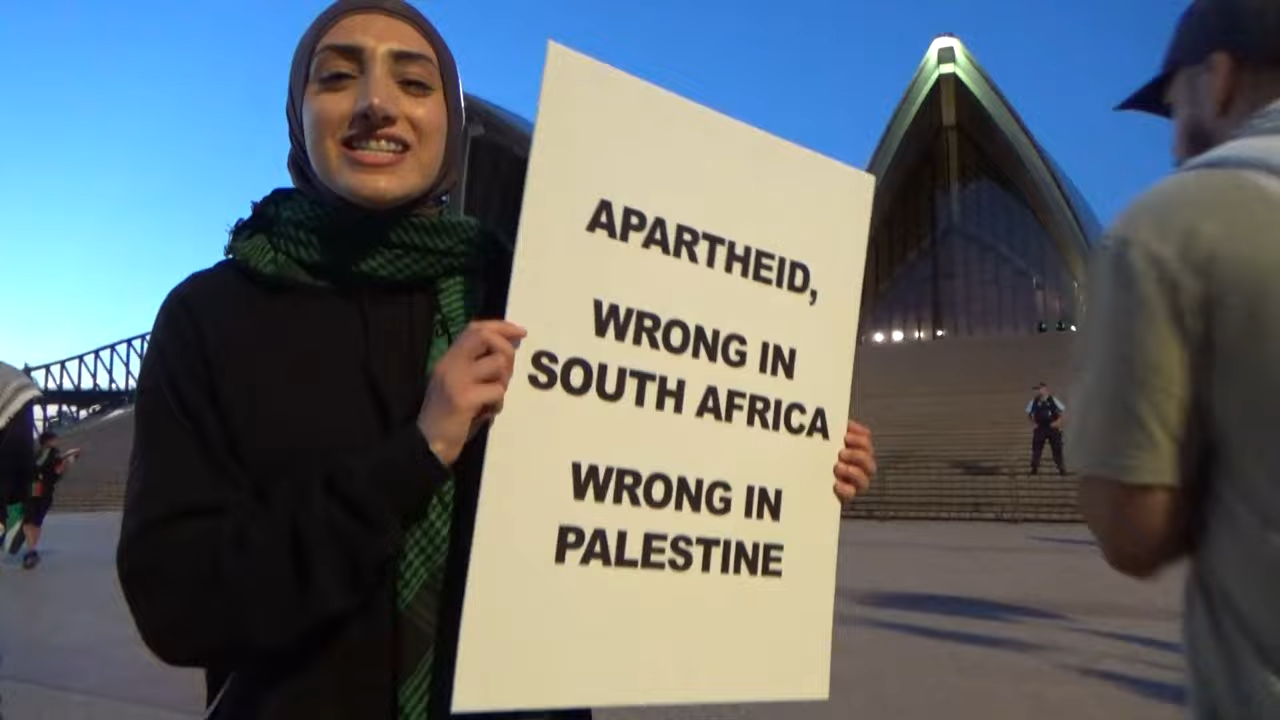 APARTHEID,
WRONG IN
SOUTH AFRICA
WRONG IN
PALESTINE